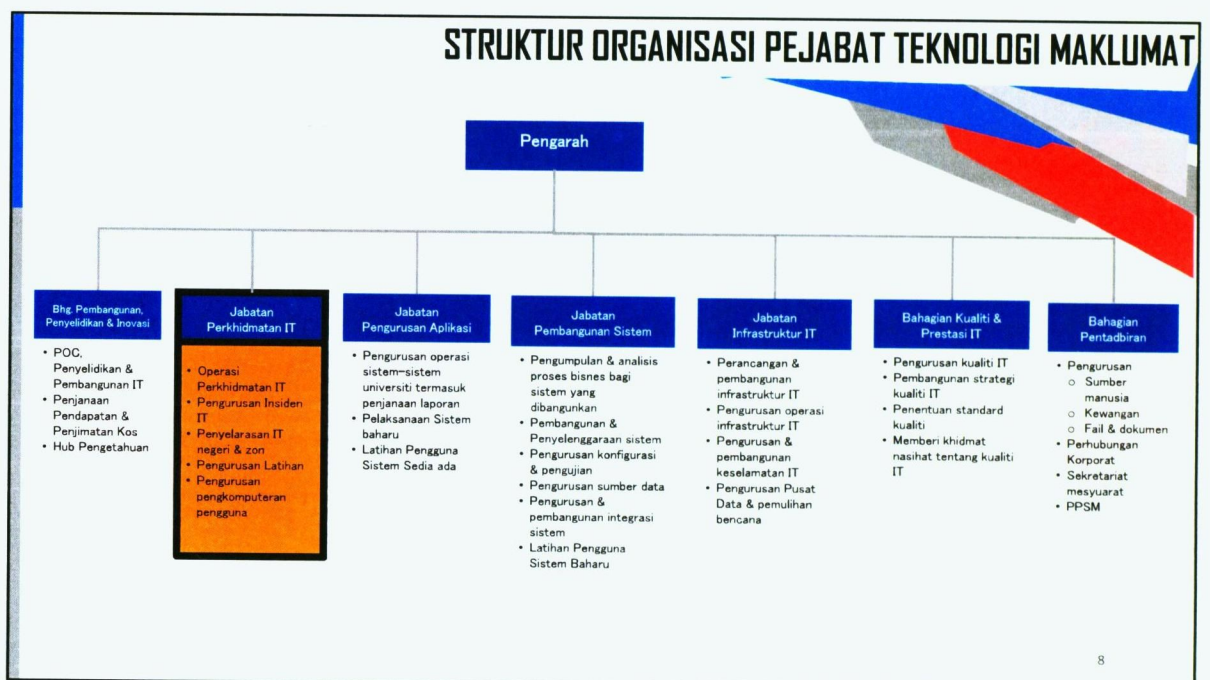 STRUKTUR ORGANISASI PEJABAT TEKNOLOGI MAKLUMAT
Pengarah
Bhg. Pembangunan,
Penyelidikan & Inovasi
• POC,
Penyelidikan &
Pembangunan IT
• Penjanaan
Pendapatan &
Penjimatan Kos
• Hub Pengetahuan
Jabatan
Perkhidmatan IT
• Operasi
Perkhidmatan IT
• Pengurusan Insiden
IT
• Penyelarasan IT
negeri & zon
• Pengurusan Latihan
• Pengurusan
pengkomputeran
pengguna
Jabatan
Pengurusan Aplikasi
• Pengurusan operasi
sistem-sistem
universiti termasuk
penjanaan laporan
• Pelaksanaan Sistem
baharu
• Latihan Pengguna
Sistem Sedia ada
Jabatan
Pembangunan Sistem
• Pengumpulan & analisis
proses bisnes bagi
sistem yang
dibangunkan
• Pembangunan &
Penyelenggaraan sistem
• Pengurusan konfigurasi
& pengujian
• Pengurusan sumber data
• Pengurusan &
pembangunan integrasi
sistem
• Latihan Pengguna
Sistem Baharu
Jabatan
Infrastruktur IT
• Perancangan &
pembangunan
infrastruktur IT
• Pengurusan operasi
infrastruktur IT
• Pengurusan &
pembangunan
keselamatan IT
• Pengurusan Pusat
Data & pemulihan
bencana
Bahagian Kualiti &
Prestasi IT
• Pengurusan kualiti IT
• Pembangunan strategi
kualiti IT
• Penentuan standard
kualiti
• Memberi khidmat
nasihat tentang kualiti
IT
Bahagian
Pentadbiran
• Pengurusan
o Sumber
manusia
o Kewangan
o Fail & dokumen
• Perhubungan
Korporat
• Sekretariat
mesyuarat
• PPSM
8